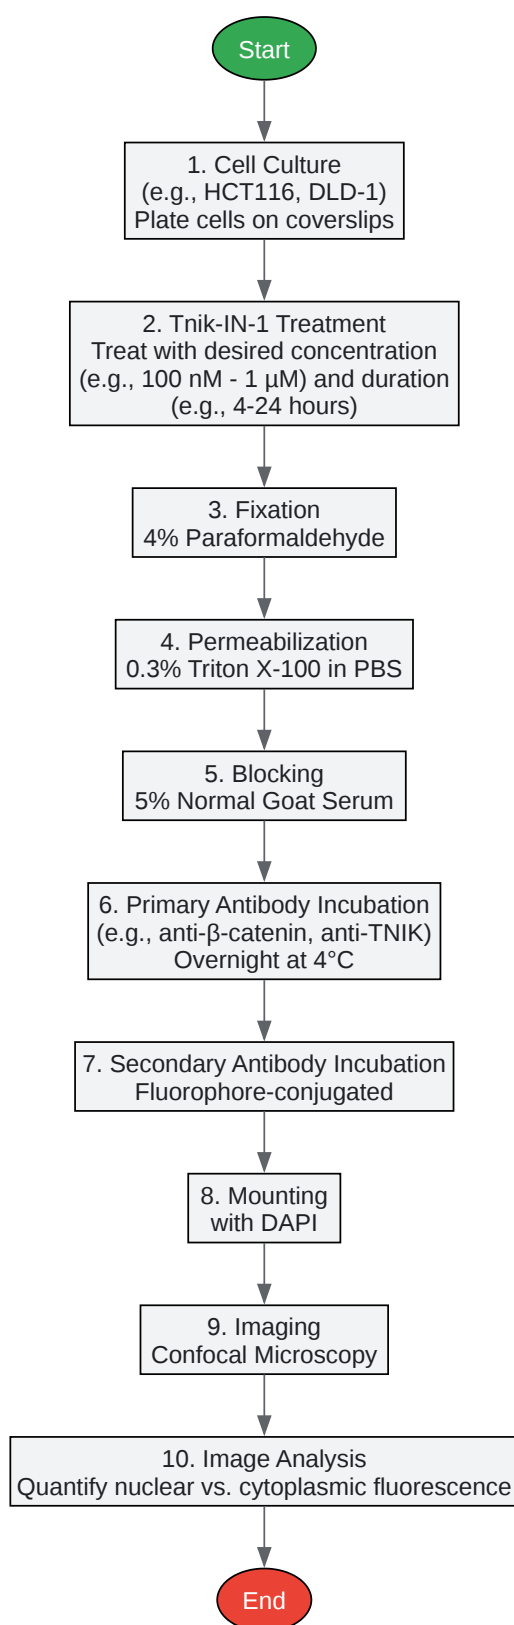 Start
1. Cell Culture
(e.g., HCT116, DLD-1)
Plate cells on coverslips
2. Tnik-IN-1 Treatment
Treat with desired concentration
(e.g., 100 nM - 1 µM) and duration
(e.g., 4-24 hours)
3. Fixation
4% Paraformaldehyde
4. Permeabilization
0.3% Triton X-100 in PBS
5. Blocking
5% Normal Goat Serum
6. Primary Antibody Incubation
(e.g., anti-β-catenin, anti-TNIK)
Overnight at 4°C
7. Secondary Antibody Incubation
Fluorophore-conjugated
8. Mounting
with DAPI
9. Imaging
Confocal Microscopy
10. Image Analysis
Quantify nuclear vs. cytoplasmic fluorescence
End